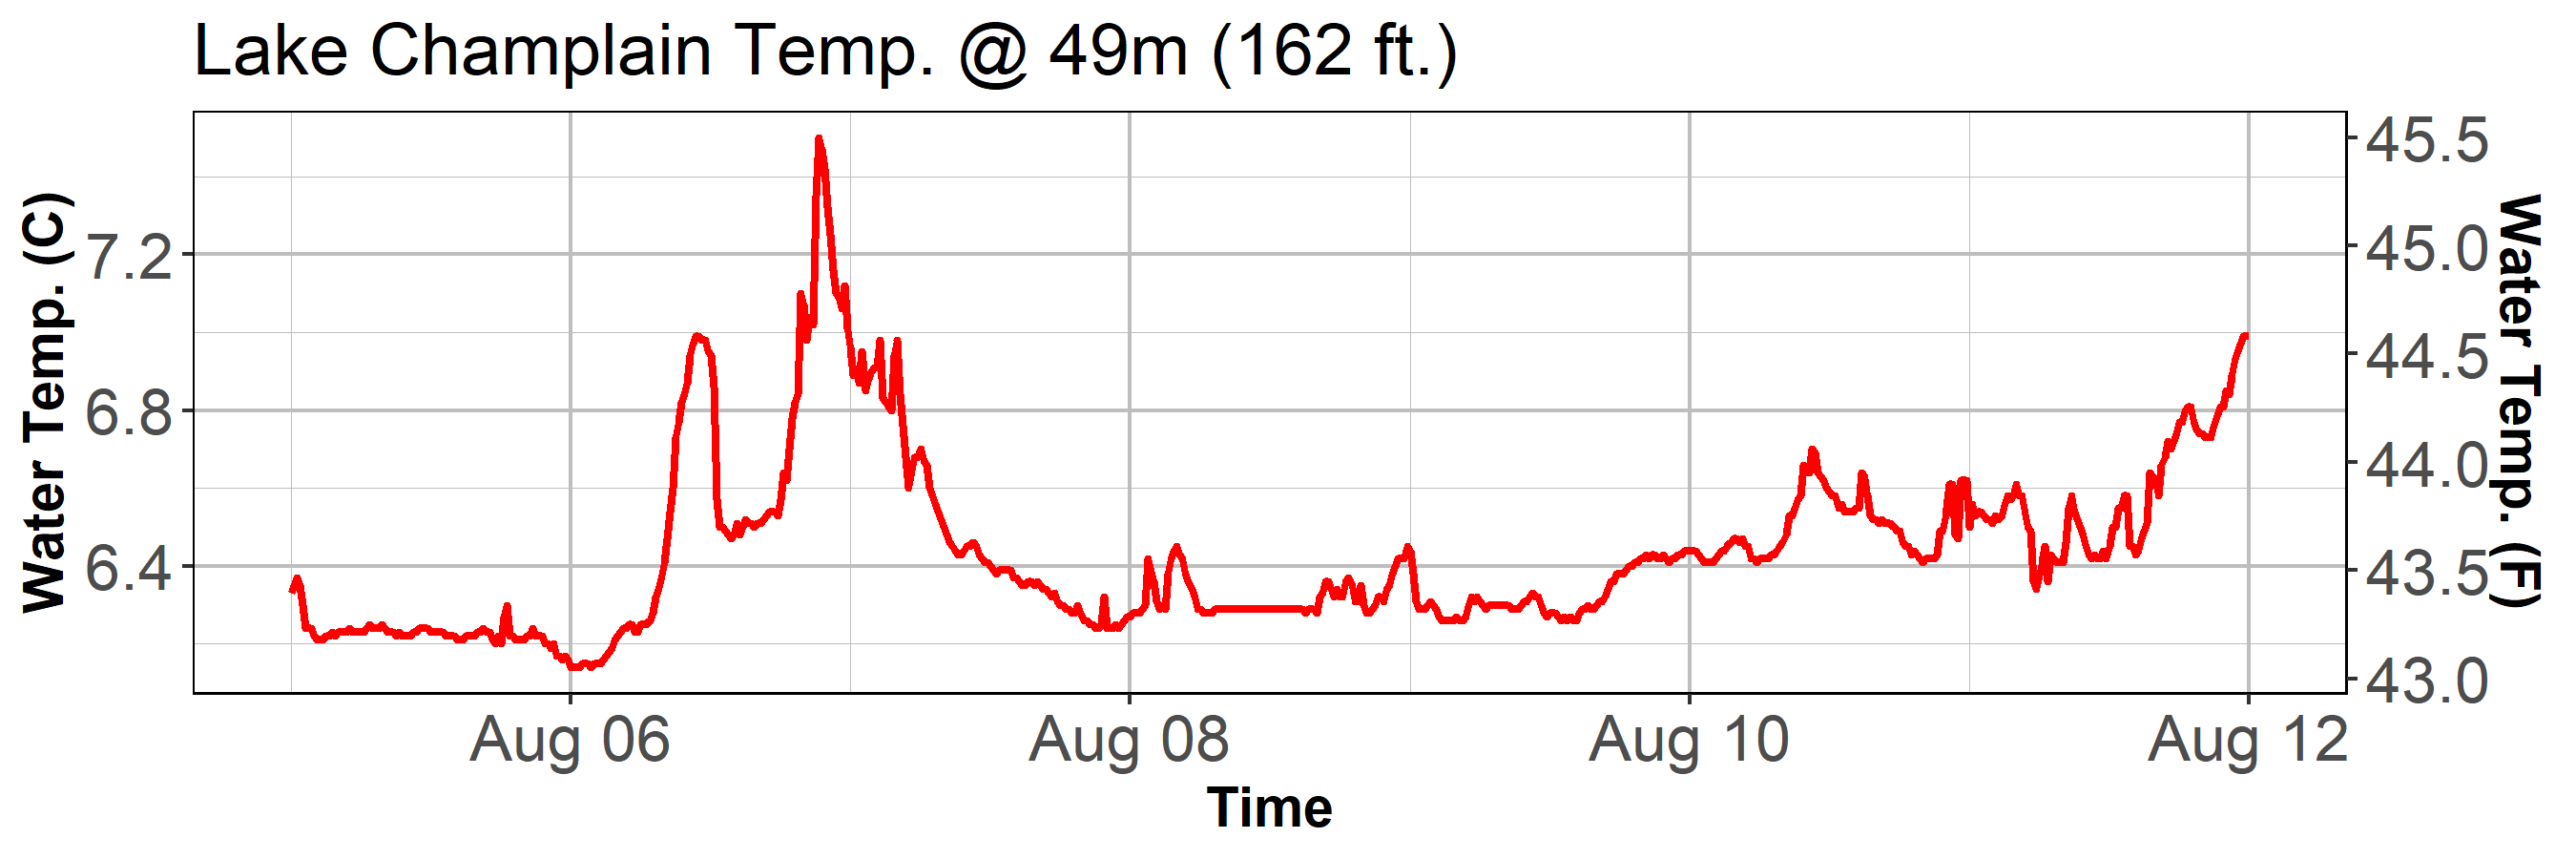 Lake Champlain Temp. @ 49m (162 ft.)
Water Temp. (C)
7.2
6.8
6.4
45.5
45.0
44.5
44.0
43.5
43.0
Water Temp. (F)
Aug 06
Aug 08
Aug 10
Aug 12
Time